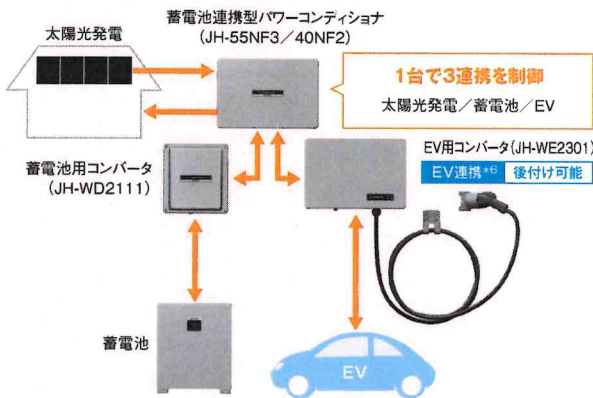 蓄電池連携型パワーコンディショナ
(JH-55NF3／40NF2)
太陽光発電
1台で3連携を制御
太陽光発電／蓄電池／EV
蓄電池用コンバータ
(JH-WD2111)
EV用コンバータ(JH-WE2301)
EV連携*6 後付け可能
蓄電池
EV